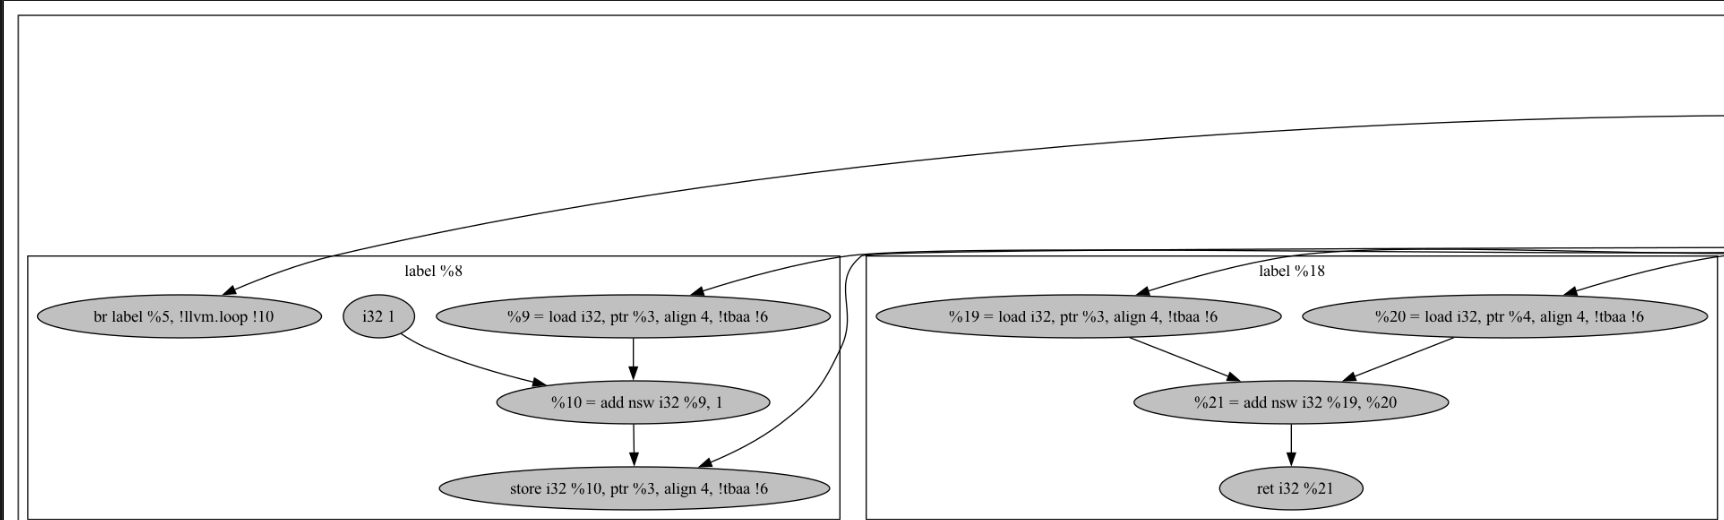 label %8
br label %5, !llvm.loop !10
i32 1
%9 = load i32, ptr %3, align 4, !tbaa !6
%10 = add nsw i32 %9, 1
store i32 %10, ptr %3, align 4, !tbaa !6
label %18
%19 = load i32, ptr %3, align 4, !tbaa !6
%20 = load i32, ptr %4, align 4, !tbaa !6
%21 = add nsw i32 %19, %20
ret i32 %21